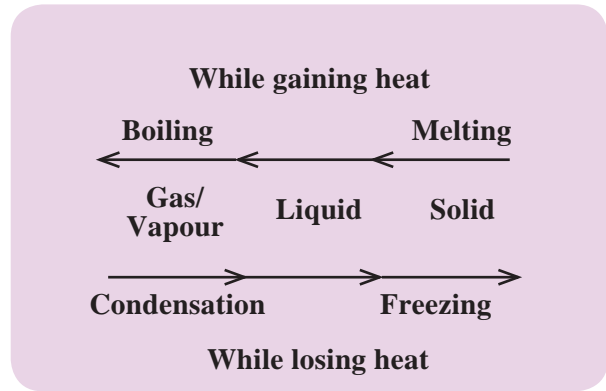 While gaining heat
Boiling Melting
Gas/
Vapour Liquid Solid
Condensation Freezing
While losing heat